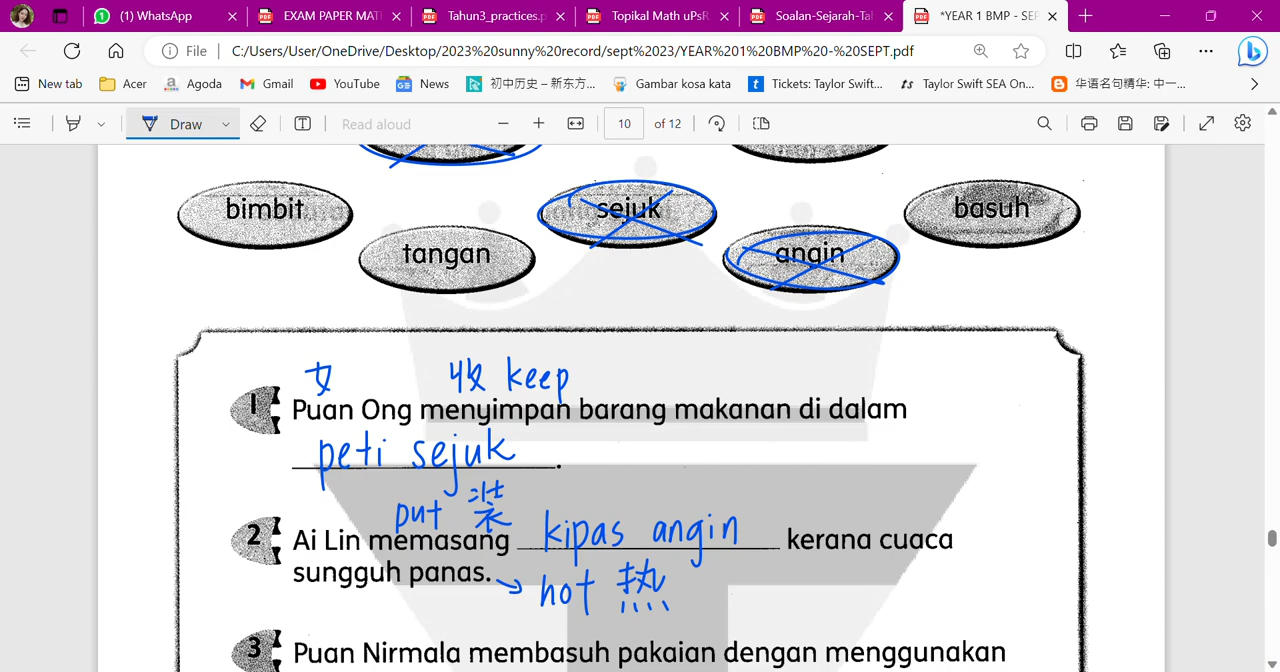 (1) WhatsApp
EXAM PAPER MAT
Tahun3_practices.p
Topikal Math uPsR
Soalan-Sejarah-Tal
*YEAR 1 BMP - SEP
File
C:/Users/User/OneDrive/Desktop/2023%20sunny%20record/sept%2023/YEAR%201%20BMP%20-%20SEPT.pdf
New tab
Acer
Agoda
Gmail
YouTube
News
初中历史 – 新东方...
Gambar kosa kata
Tickets: Taylor Swift...
Taylor Swift SEA On...
华语名句精华: 中一...
Draw
Read aloud
10 of 12
bimbit
sejuk
basuh
tangan
angin
女 收 keep
1 Puan Ong menyimpan barang makanan di dalam
peti sejuk.
put 装
2 Ai Lin memasang kipas angin kerana cuaca
sungguh panas. → hot 热
3 Puan Nirmala membasuh pakaian dengan menggunakan